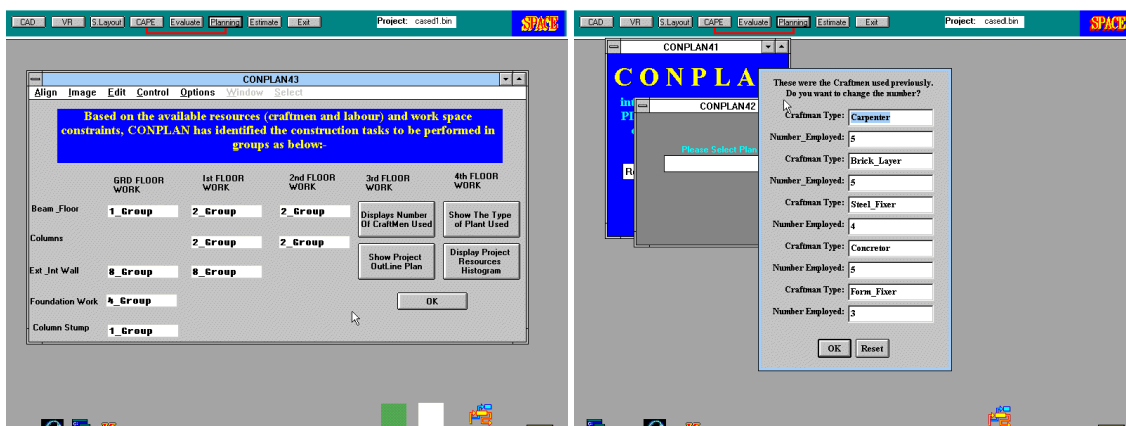 CAD VR S.Layout CAPE Evaluate Planning Estimate Exit Project: cased1.bin SPACE
CONPLAN43
Align Image Edit Control Options Window Select
Based on the available resources (craftmen and labour) and work space
constraints, CONPLAN has identified the construction tasks to be performed in
groups as below:-
GRD FLOOR WORK
1st FLOOR WORK
2nd FLOOR WORK
3rd FLOOR WORK
4th FLOOR WORK
Beam_Floor 1_Group 2_Group 2_Group
Displays Number
Of CraftMen Used
Show The Type
of Plant Used
Columns 2_Group 2_Group
Show Project
OutLine Plan
Display Project
Resources
Histogram
Ext_Int Wall 8_Group 8_Group
Foundation Work 4_Group
OK
Column Stump 1_Group
CAD VR S.Layout CAPE Evaluate Planning Estimate Exit Project: cased.bin SPACE
CONPLAN41
CONPLA
CONPLAN42
Please Select Plan
These were the Craftmen used previously.
Do you want to change the number?
Craftman Type: Carpenter
Number_Employed: 5
Craftman Type: Brick_Layer
Number_Employed: 5
Craftman Type: Steel_Fixer
Number Employed: 4
Craftman Type: Concretor
Number Employed: 5
Craftman Type: Form_Fixer
Number Employed: 3
OK Reset